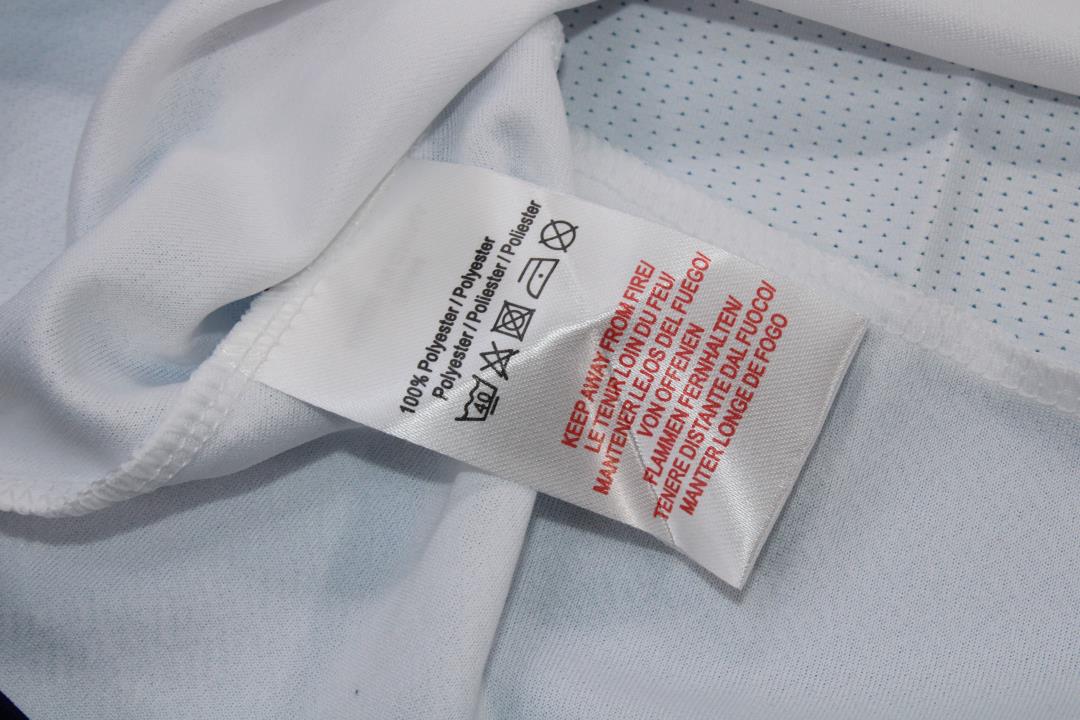 100% Polyester / Polyester
Polyester / Poliester / Poliester
40
KEEP AWAY FROM FIRE/
LE TENIR LOIN DU FEU/
MANTENER LEJOS DEL FUEGO/
VON OFFENEN
FLAMMEN FERNHALTEN/
TENERE DISTANTE DAL FUOCO/
MANTER LONGE DE FOGO